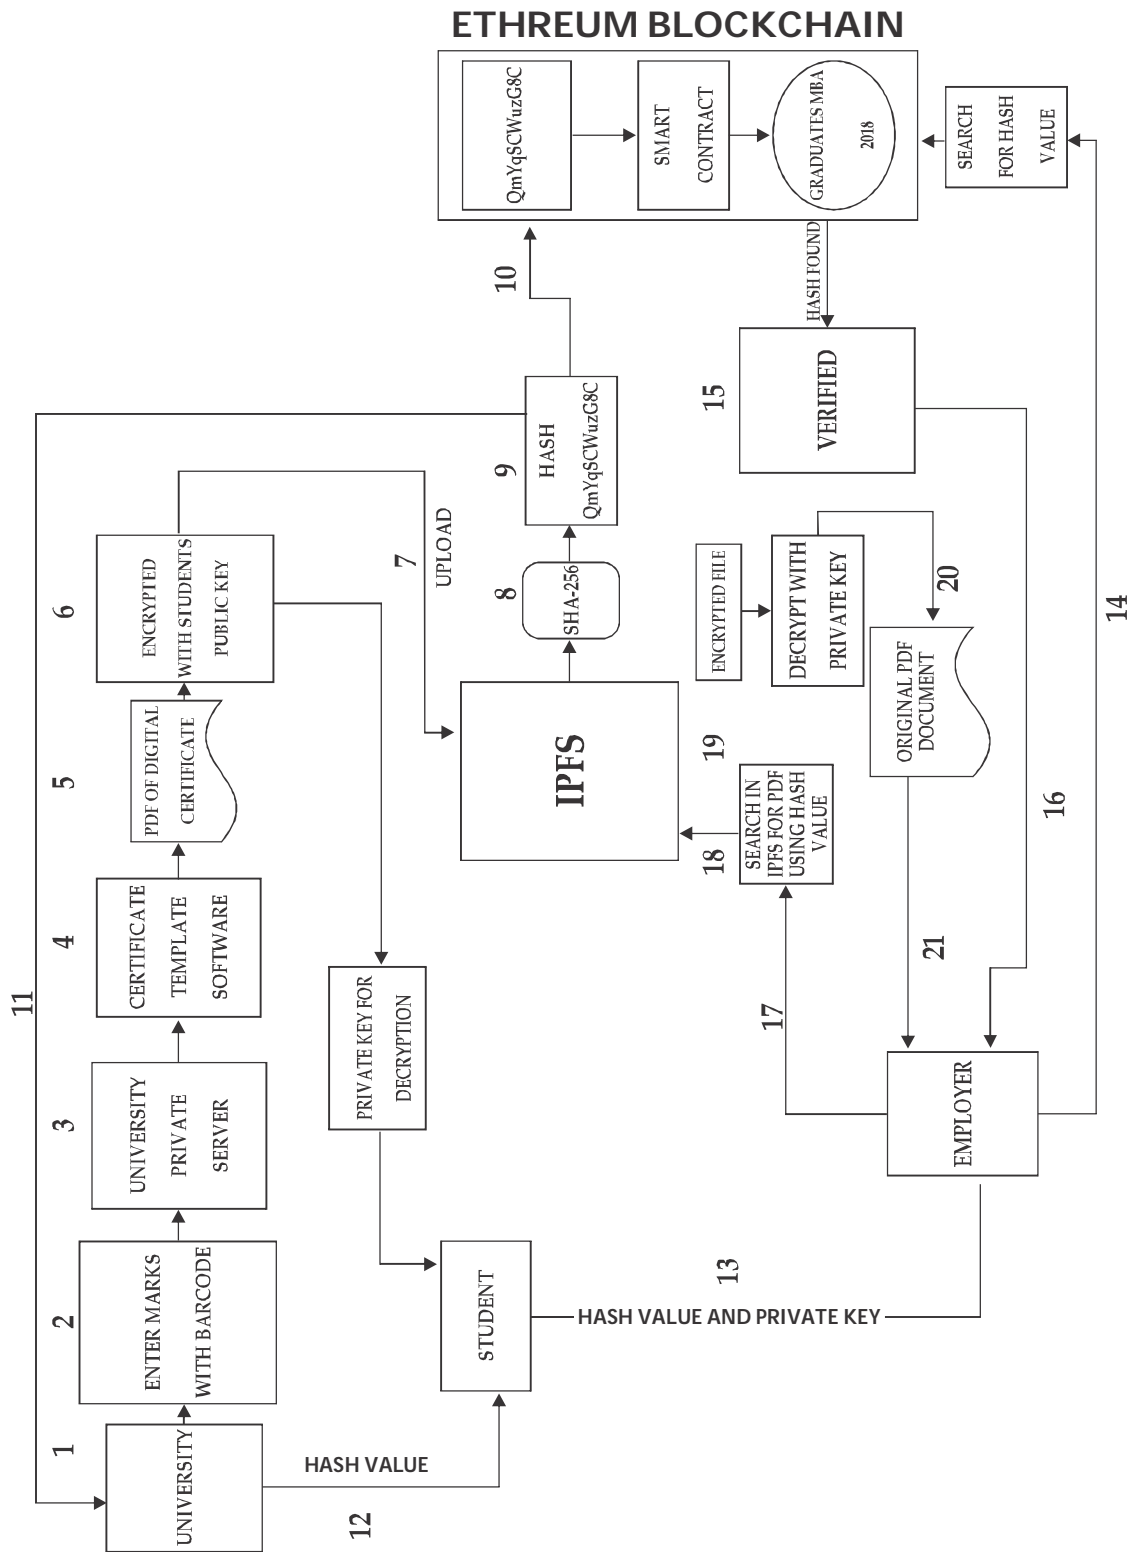 ETHREUM BLOCKCHAIN
1
UNIVERSITY
2
ENTER MARKS
WITH BARCODE
3
UNIVERSITY
PRIVATE
SERVER
4
CERTIFICATE
TEMPLATE
SOFTWARE
5
PDF OF DIGITAL
CERTIFICATE
6
ENCRYPTED
WITH STUDENTS
PUBLIC KEY
7
UPLOAD
IPFS
8
SHA-256
9
HASH
QmYqSCWuzG8C
10
QmYqSCWuzG8C
SMART
CONTRACT
GRADUATES MBA
2018
11
12
HASH VALUE
PRIVATE KEY FOR
DECRYPTION
STUDENT
13
HASH VALUE AND PRIVATE KEY
EMPLOYER
14
SEARCH
FOR HASH
VALUE
HASH FOUND
15
VERIFIED
16
17
18
SEARCH IN
IPFS FOR PDF
USING HASH
VALUE
19
ENCRYPTED FILE
DECRYPT WITH
PRIVATE KEY
20
ORIGINAL PDF
DOCUMENT
21